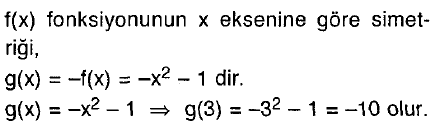 f(x) fonksiyonunun x eksenine göre simet-
riği,
g(x) = –f(x) = –x² – 1 dir.
g(x) = –x² – 1 ⇒ g(3) = –3² – 1 = –10 olur.